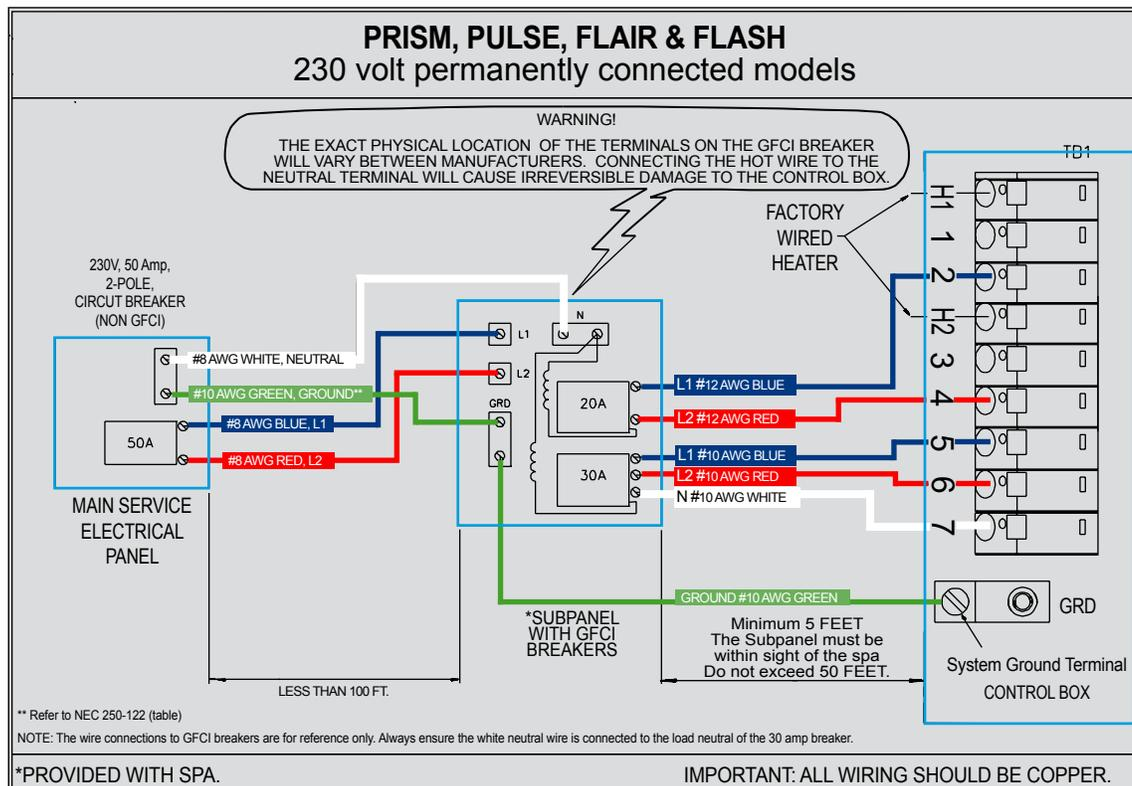 PRISM, PULSE, FLAIR & FLASH
230 volt permanently connected models
WARNING!
THE EXACT PHYSICAL LOCATION OF THE TERMINALS ON THE GFCI BREAKER
WILL VARY BETWEEN MANUFACTURERS. CONNECTING THE HOT WIRE TO THE
NEUTRAL TERMINAL WILL CAUSE IRREVERSIBLE DAMAGE TO THE CONTROL BOX.
TB1
H1
1
2
H2
3
4
5
6
7
FACTORY
WIRED
HEATER
230V, 50 Amp,
2-POLE,
CIRCUT BREAKER
(NON GFCI)
#8 AWG WHITE, NEUTRAL
#10 AWG GREEN, GROUND**
#8 AWG BLUE, L1
#8 AWG RED, L2
50A
MAIN SERVICE
ELECTRICAL
PANEL
N
L1
L2
GRD
20A
30A
L1 #12 AWG BLUE
L2 #12 AWG RED
L1 #10 AWG BLUE
L2 #10 AWG RED
N #10 AWG WHITE
GROUND #10 AWG GREEN
*SUBPANEL
WITH GFCI
BREAKERS
Minimum 5 FEET
The Subpanel must be
within sight of the spa
Do not exceed 50 FEET.
GRD
System Ground Terminal
CONTROL BOX
LESS THAN 100 FT.
** Refer to NEC 250-122 (table)
NOTE: The wire connections to GFCI breakers are for reference only. Always ensure the white neutral wire is connected to the load neutral of the 30 amp breaker.
*PROVIDED WITH SPA.
IMPORTANT: ALL WIRING SHOULD BE COPPER.